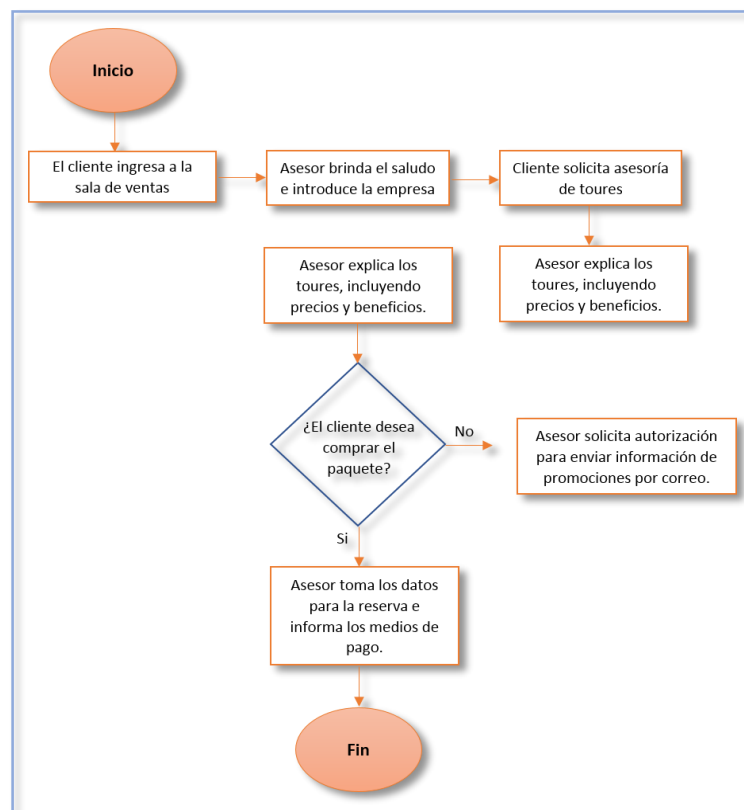 Inicio
El cliente ingresa a la
sala de ventas
Asesor brinda el saludo
e introduce la empresa
Cliente solicita asesoría
de toures
Asesor explica los
toures, incluyendo
precios y beneficios.
Asesor explica los
toures, incluyendo
precios y beneficios.
¿El cliente desea
comprar el
paquete?
No
Asesor solicita autorización
para enviar información de
promociones por correo.
Si
Asesor toma los datos
para la reserva e
informa los medios de
pago.
Fin